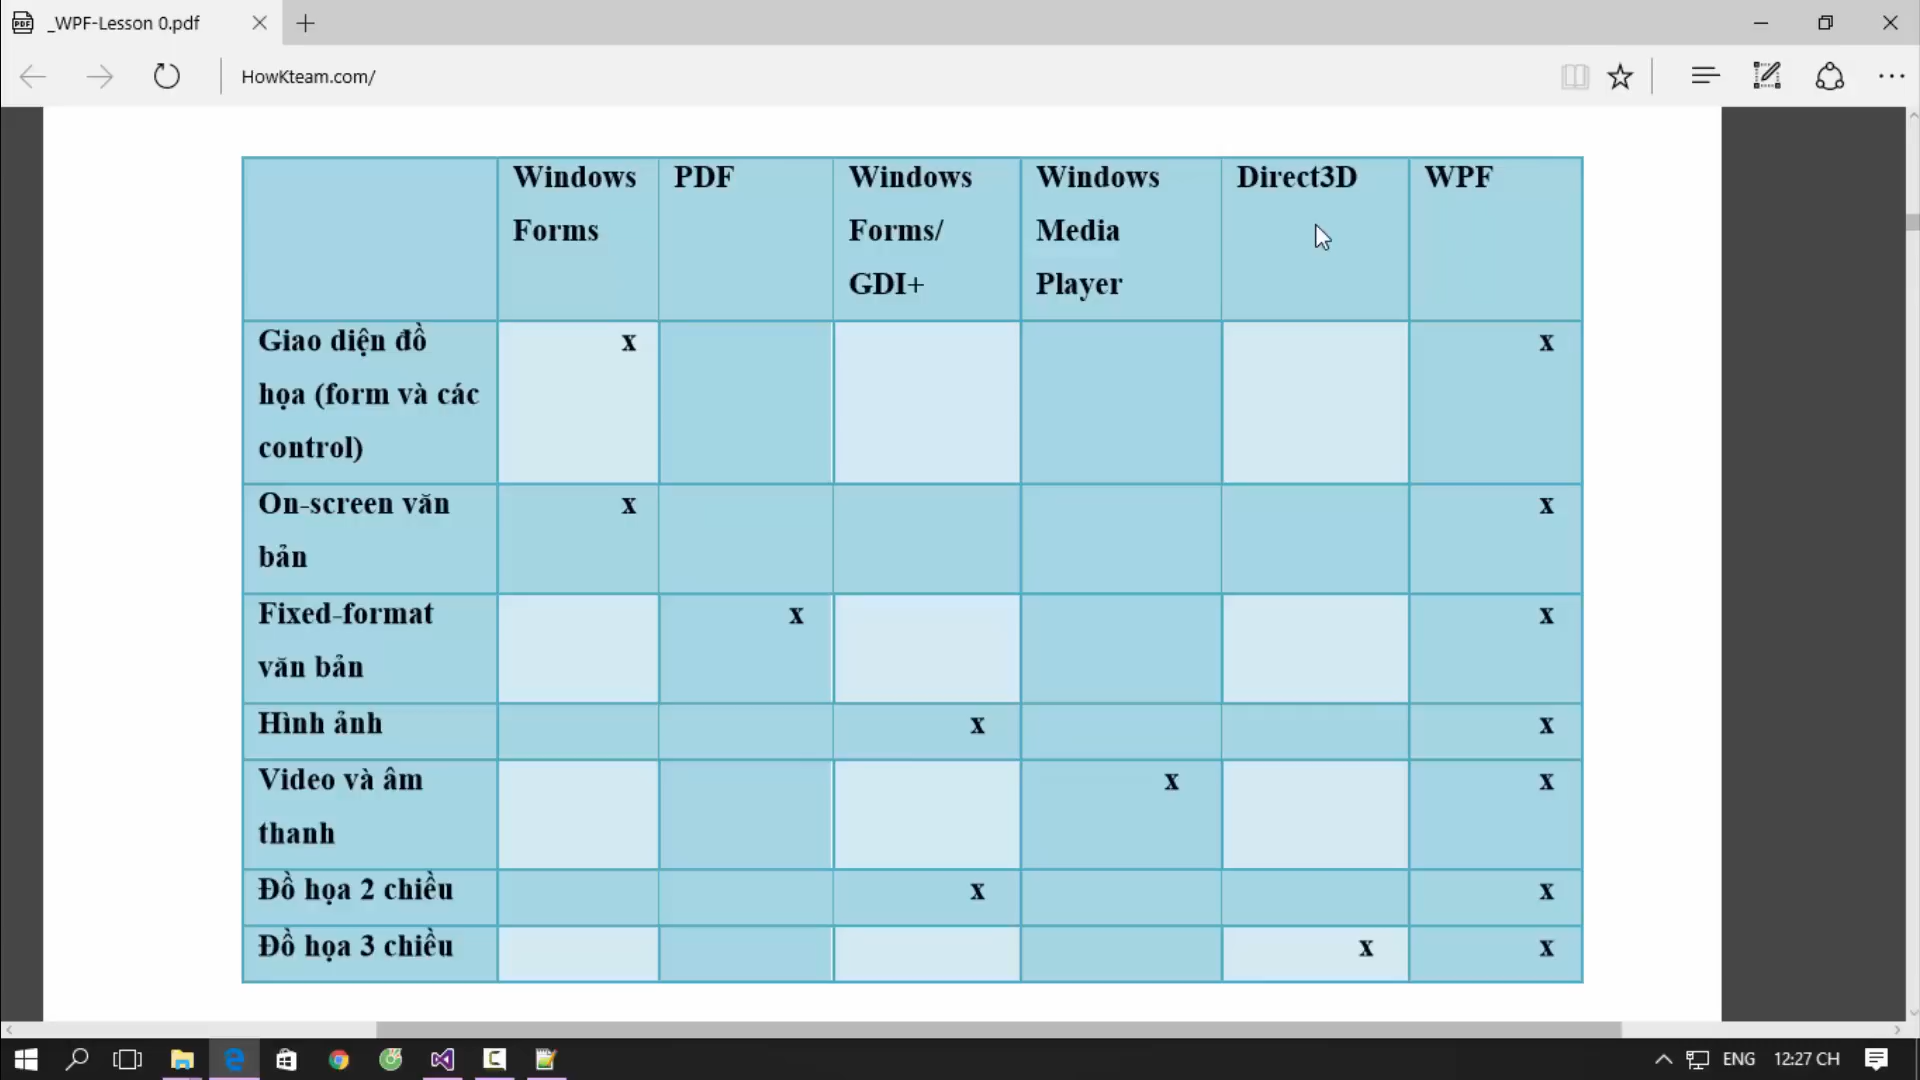 _WPF-Lesson 0.pdf
HowKteam.com/
Windows Forms
PDF
Windows Forms/ GDI+
Windows Media Player
Direct3D
WPF
Giao diện đồ
họa (form và các
control)
x
x
On-screen văn
bản
x
x
Fixed-format
văn bản
x
x
Hình ảnh
x
x
Video và âm
thanh
x
x
Đồ họa 2 chiều
x
x
Đồ họa 3 chiều
x
x
ENG
12:27 CH